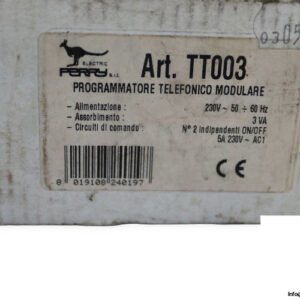 0305
ELECTRIC
PERRY s.r.l.
Art. TT003
PROGRAMMATORE TELEFONICO MODULARE
- Alimentazione : 230V~ 50 ÷ 60 Hz
- Assorbimento : 3 VA
- Circuiti di comando : N° 2 indipendenti ON/OFF
5A 230V~ AC1
8 019108 240197
CE